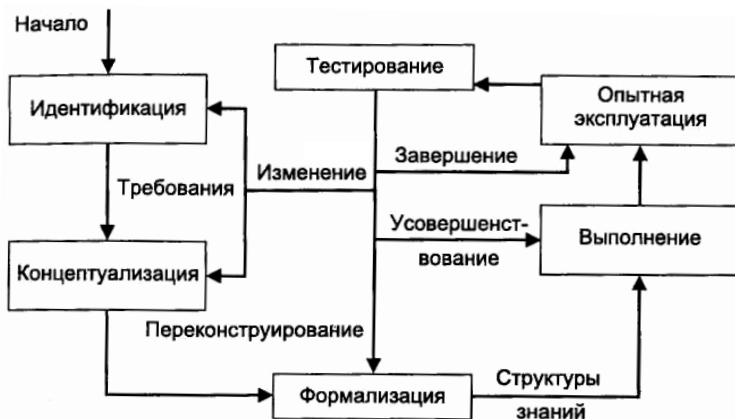 Начало
Тестирование
Идентификация
Опытная
эксплуатация
Завершение
Изменение
Требования
Усовершенст-
вование
Выполнение
Концептуализация
Переконструирование
Формализация
Структуры
знаний